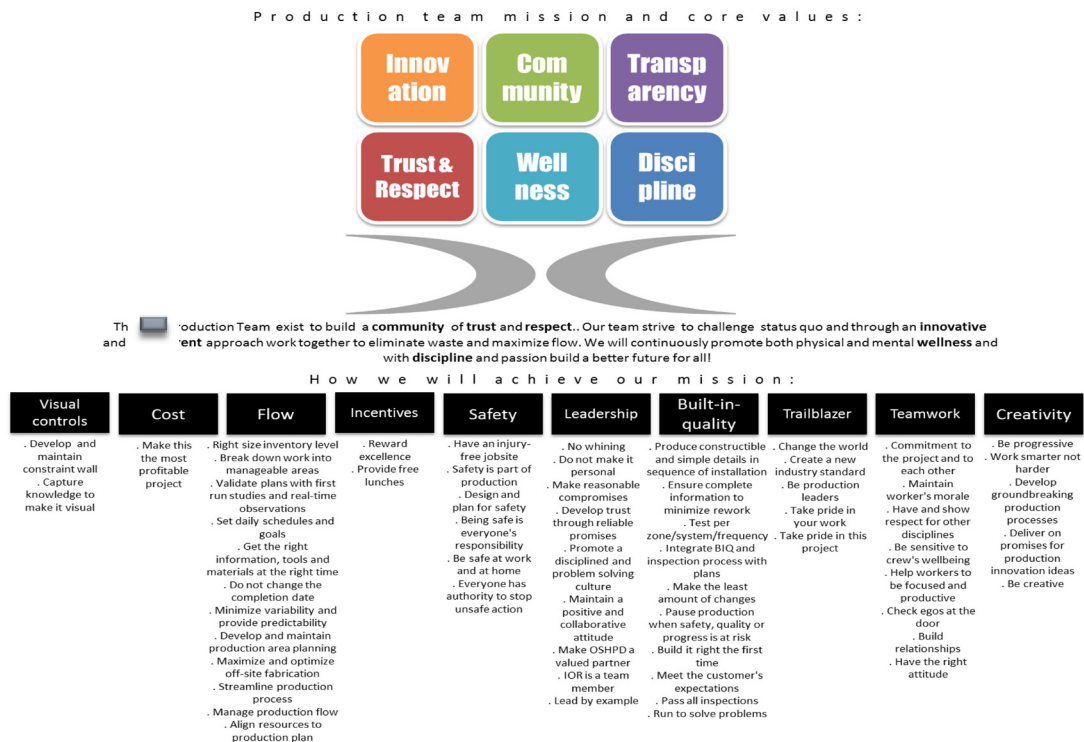 Production team mission and core values:
Innov
ation
Com
munity
Transp
arency
Trust &
Respect
Well
ness
Disci
pline
Th oduction Team exist to build a community of trust and respect.. Our team strive to challenge status quo and through an innovative
and ent approach work together to eliminate waste and maximize flow. We will continuously promote both physical and mental wellness and
with discipline and passion build a better future for all!
How we will achieve our mission:
Visual
controls
. Develop and
maintain
constraint wall
. Capture
knowledge to
make it visual
Cost
. Make this
the most
profitable
project
Flow
. Right size inventory level
. Break down work into
manageable areas
. Validate plans with first
run studies and real-time
observations
. Set daily schedules and
goals
. Get the right
information, tools and
materials at the right time
. Do not change the
completion date
. Minimize variability and
provide predictability
. Develop and maintain
production area planning
. Maximize and optimize
off-site fabrication
. Streamline production
process
. Manage production flow
. Align resources to
production plan
Incentives
. Reward
excellence
. Provide free
lunches
Safety
. Have an injury-
free jobsite
. Safety is part of
production
. Design and
plan for safety
. Being safe is
everyone's
responsibility
. Be safe at work
and at home
. Everyone has
authority to stop
unsafe action
Leadership
. No whining
. Do not make it
personal
. Make reasonable
compromises
. Develop trust
through reliable
promises
. Promote a
disciplined and
problem solving
culture
. Maintain a
positive and
collaborative
attitude
. Make OSHPD a
valued partner
. IOR is a team
member
. Lead by example
Built-in-
quality
. Produce constructible
and simple details in
sequence of installation
. Ensure complete
information to
minimize rework
. Test per
zone/system/frequency
. Integrate BIQ and
inspection process with
plans
. Make the least
amount of changes
. Pause production
when safety, quality or
progress is at risk
. Build it right the first
time
. Meet the customer's
expectations
. Pass all inspections
. Run to solve problems
Trailblazer
. Change the world
. Create a new
industry standard
. Be production
leaders
. Take pride in
your work
. Take pride in this
project
Teamwork
. Commitment to
the project and to
each other
. Maintain
worker's morale
. Have and show
respect for other
disciplines
. Be sensitive to
crew's wellbeing
. Help workers to
be focused and
productive
. Check egos at the
door
. Build
relationships
. Have the right
attitude
Creativity
. Be progressive
. Work smarter not
harder
. Develop
groundbreaking
production
processes
. Deliver on
promises for
production
innovation ideas
. Be creative